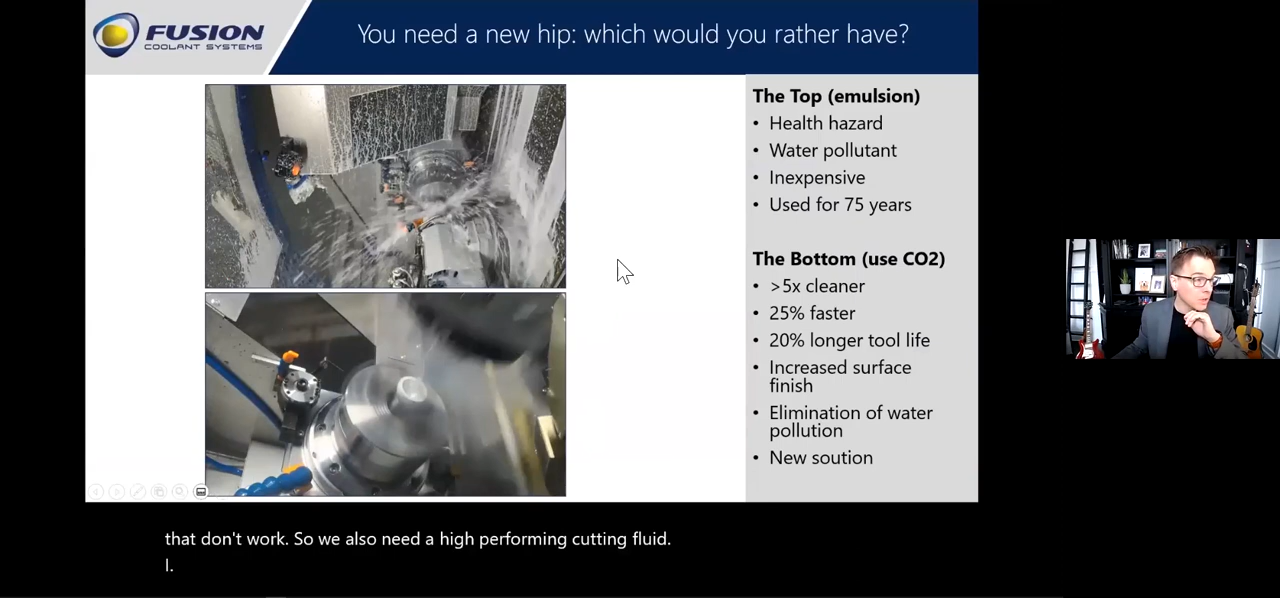 FUSION
COOLANT SYSTEMS
You need a new hip: which would you rather have?
The Top (emulsion)
• Health hazard
• Water pollutant
• Inexpensive
• Used for 75 years
The Bottom (use CO2)
• >5x cleaner
• 25% faster
• 20% longer tool life
• Increased surface
finish
• Elimination of water
pollution
• New soution
that don't work. So we also need a high performing cutting fluid.
I.